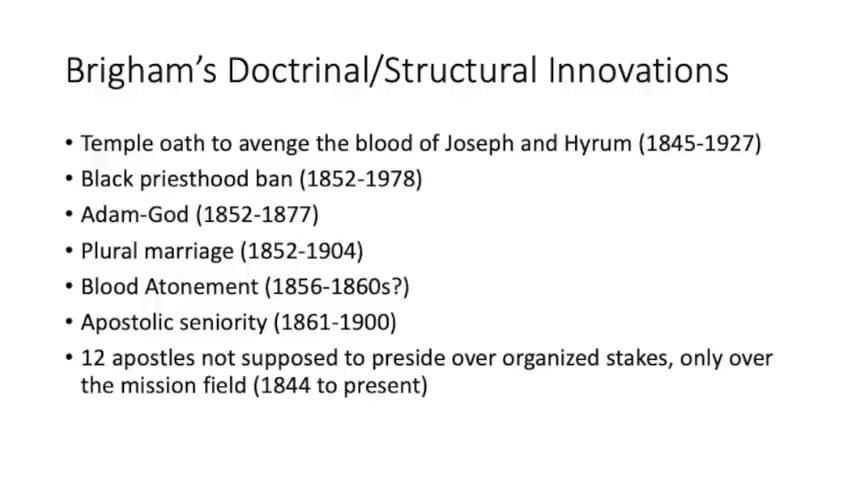 Brigham's Doctrinal/Structural Innovations
• Temple oath to avenge the blood of Joseph and Hyrum (1845-1927)
• Black priesthood ban (1852-1978)
• Adam-God (1852-1877)
• Plural marriage (1852-1904)
• Blood Atonement (1856-1860s?)
• Apostolic seniority (1861-1900)
• 12 apostles not supposed to preside over organized stakes, only over
the mission field (1844 to present)